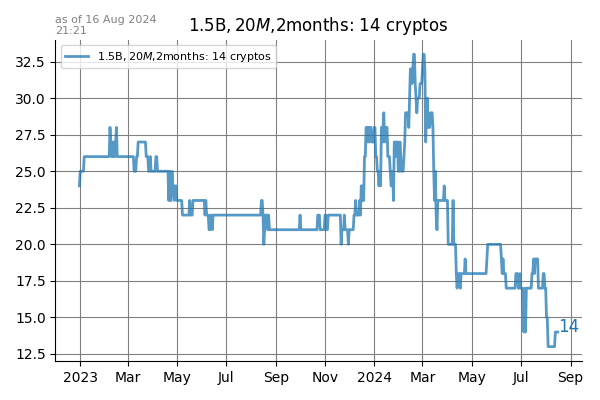 as of 16 Aug 2024
21:21
1.5B, 20M,2months: 14 cryptos
1.5B, 20M,2months: 14 cryptos
32.5
30.0
27.5
25.0
22.5
20.0
17.5
15.0
12.5
14
2023 Mar May Jul Sep Nov 2024 Mar May Jul Sep